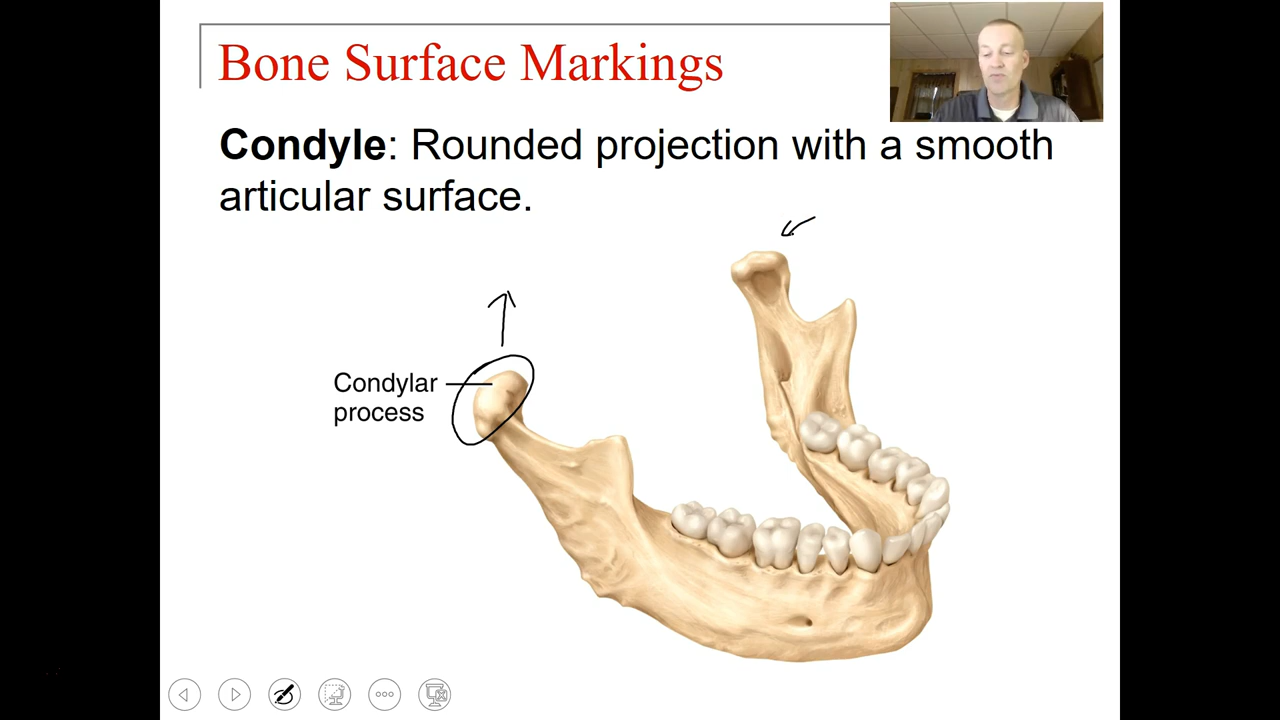 Bone Surface Markings
Condyle: Rounded projection with a smooth
articular surface.
Condylar
process